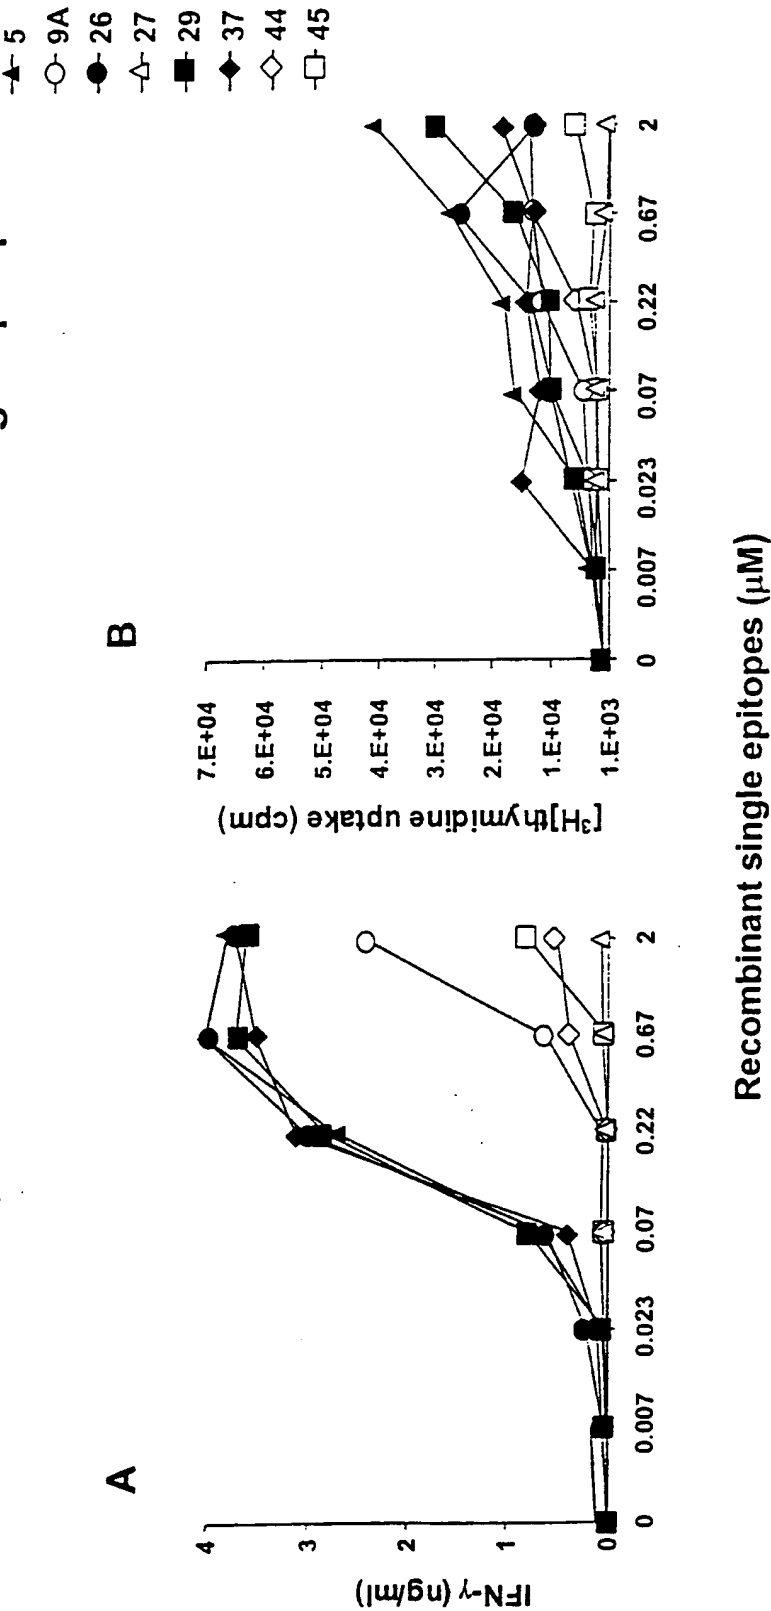 A
IFN-γ (ng/ml)
4
3
2
1
0
0 0.007 0.023 0.07 0.22 0.67 2
B
[³H]thymidine uptake (cpm)
7.E+04
6.E+04
5.E+04
4.E+04
3.E+04
2.E+04
1.E+04
1.E+03
0 0.007 0.023 0.07 0.22 0.67 2
5
9A
26
27
29
37
44
45
Recombinant single epitopes (μM)